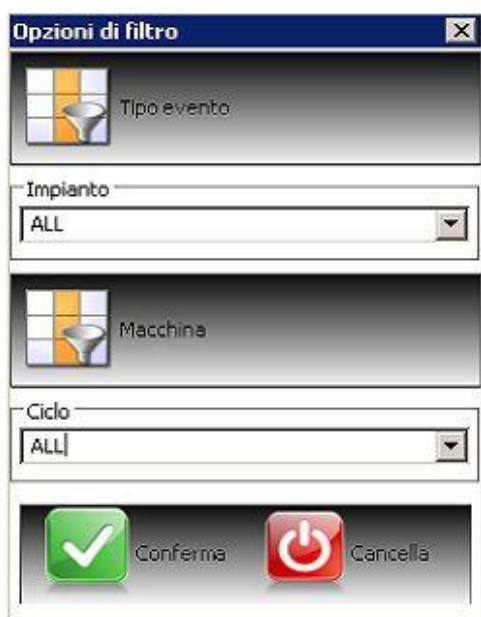 Opzioni di filtro
Tipo evento
Impianto
ALL
Macchina
Ciclo
ALL
Conferma Cancella